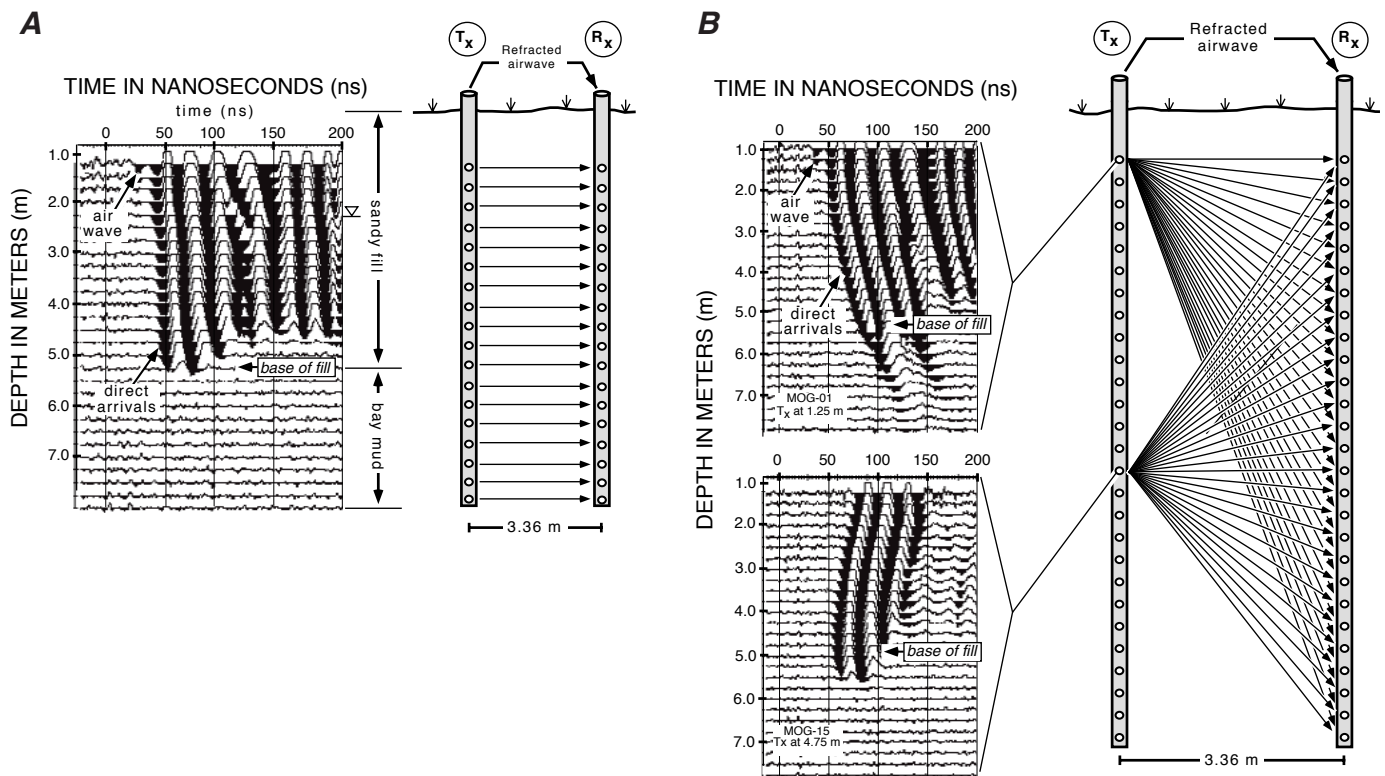 A
Tx
Rx
Refracted
airwave
TIME IN NANOSECONDS (ns)
time (ns)
0 50 100 150 200
DEPTH IN METERS (m)
1.0
2.0
3.0
4.0
5.0
6.0
7.0
air
wave
direct
arrivals
base of fill
sandy fill
bay mud
3.36 m
B
Tx
Rx
Refracted
airwave
TIME IN NANOSECONDS (ns)
0 50 100 150 200
DEPTH IN METERS (m)
1.0
2.0
3.0
4.0
5.0
6.0
7.0
air
wave
direct
arrivals
base of fill
MOG-01
Tx at 1.25 m
0 50 100 150 200
1.0
2.0
3.0
4.0
5.0
6.0
7.0
base of fill
MOG-15
Tx at 4.75 m
3.36 m